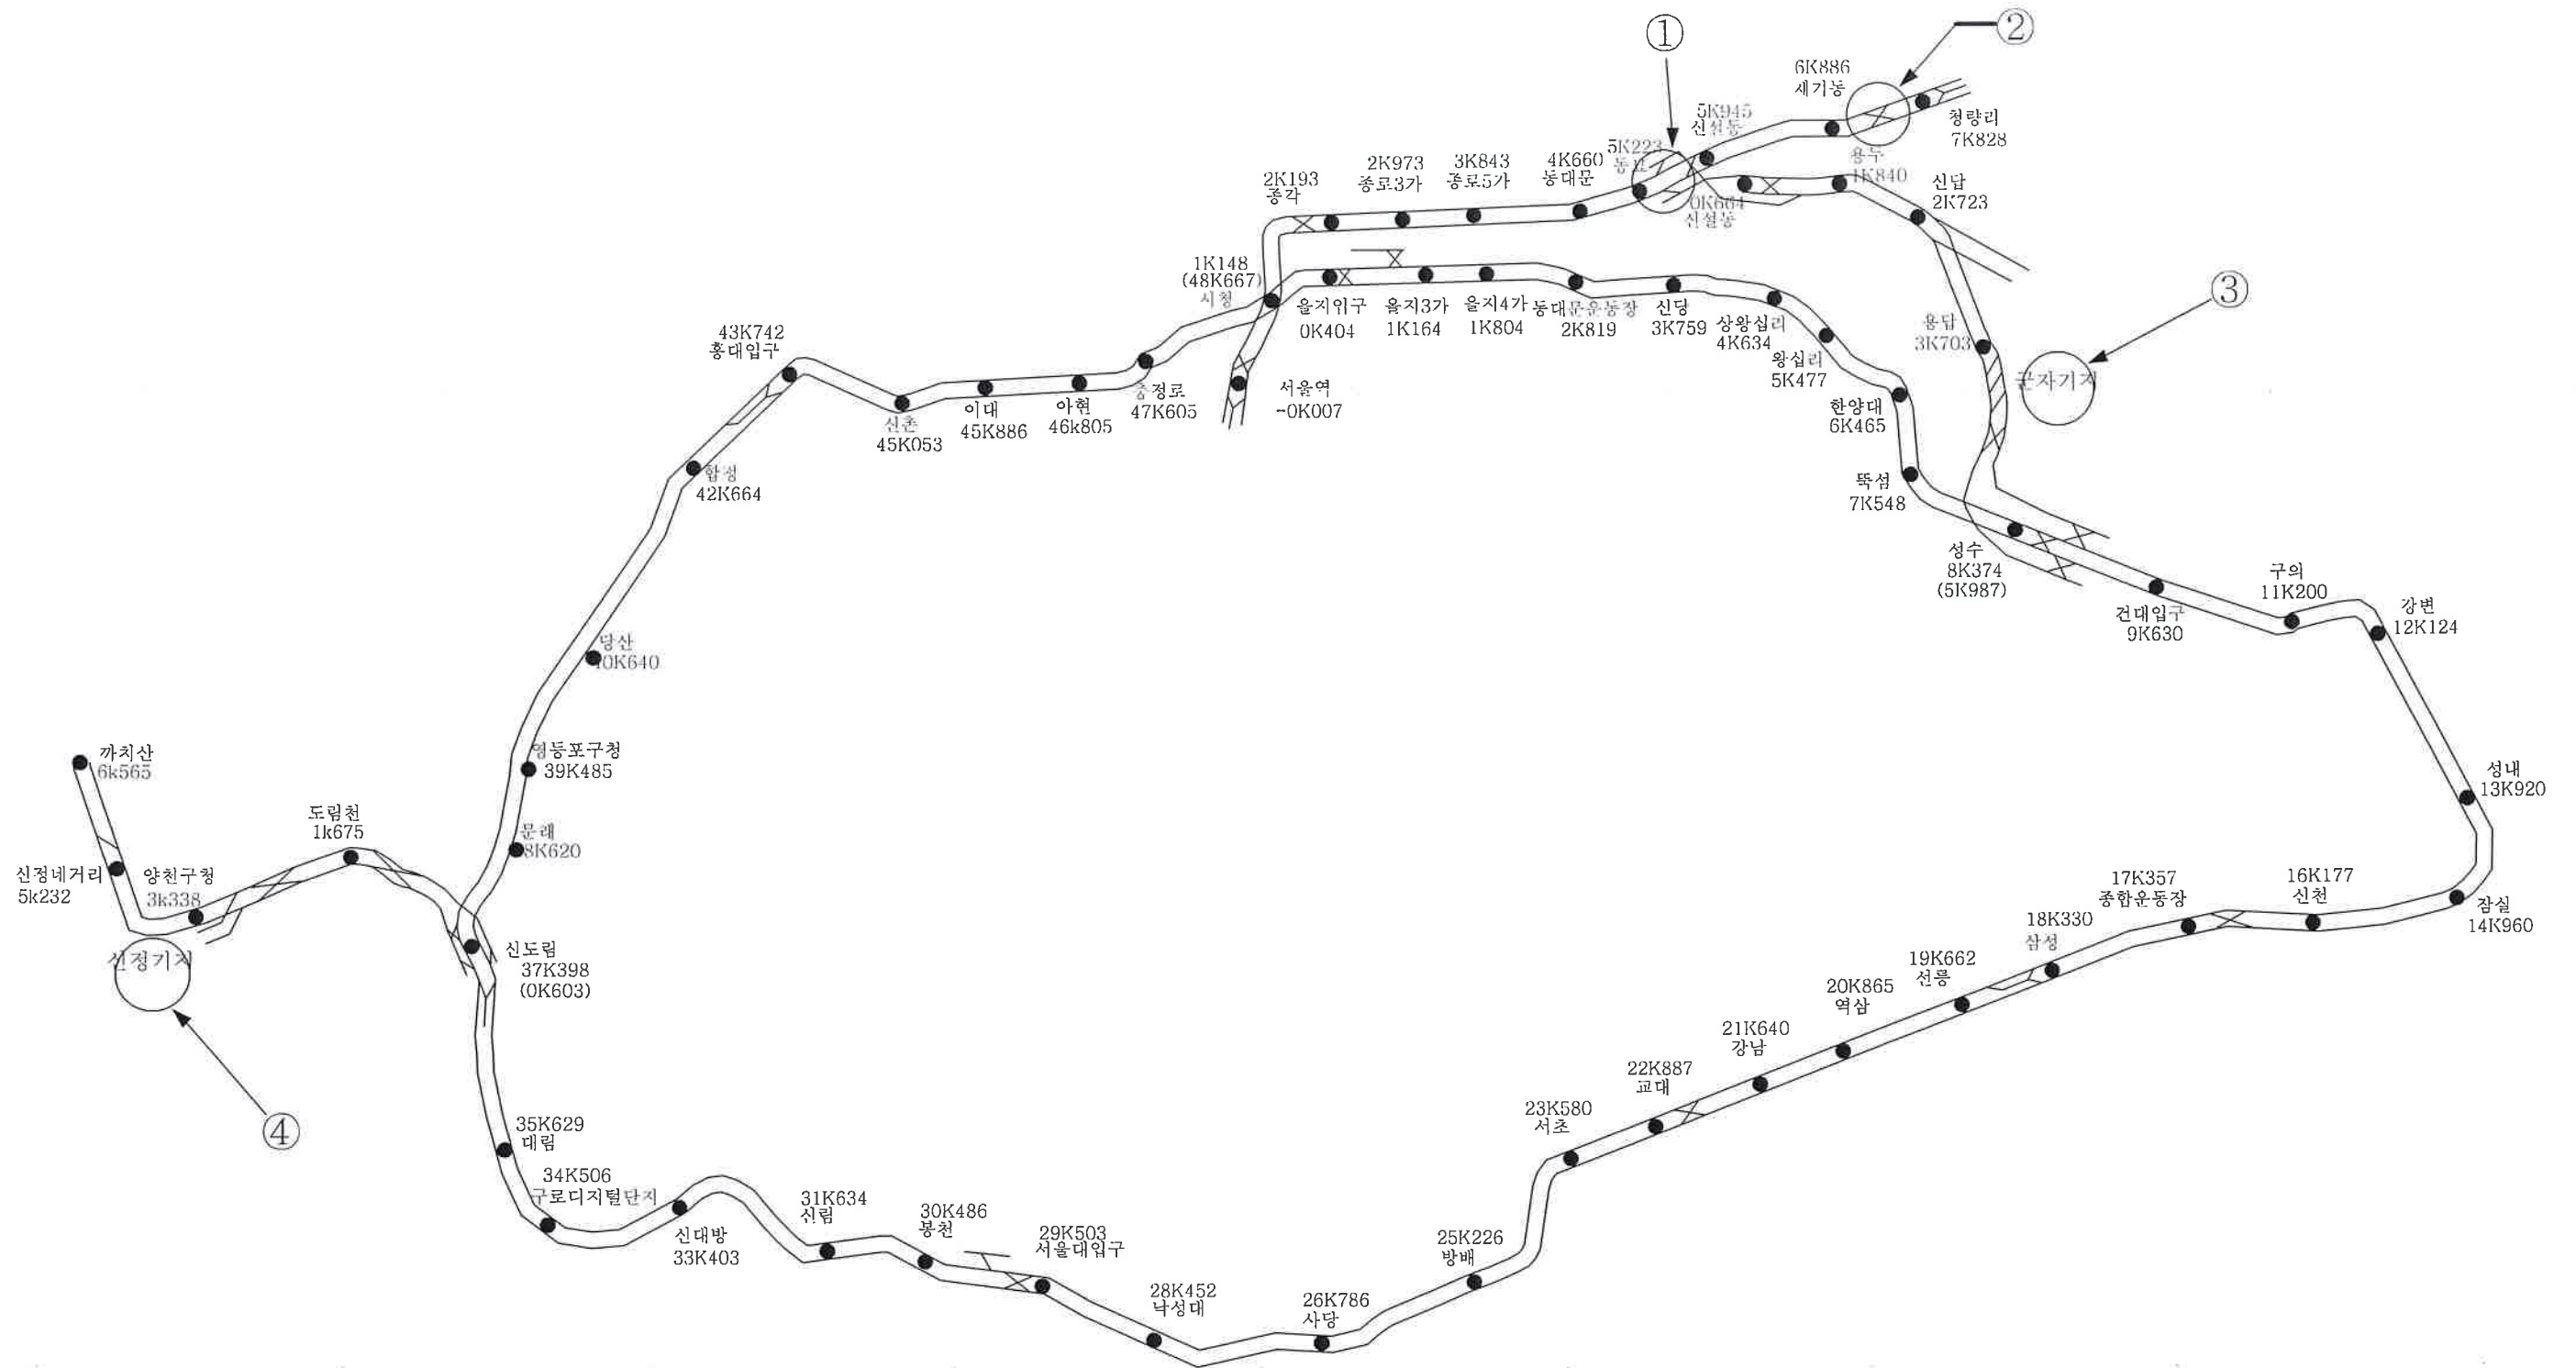 ①
②
6K886
세기동
5K945
신설동
청량리
7K828
5K223
동묘
4K660
동대문
3K843
종로5가
2K973
종로3가
2K193
종각
용두
1K840
신답
2K723
0K664
신설동
1K148
(48K667)
시청
을지입구
0K404
을지3가
1K164
을지4가
1K804
동대문운동장
2K819
신당
3K759
상왕십리
4K634
왕십리
5K477
용답
3K703
③
군자기지
43K742
홍대입구
충정로
47K605
서울역
-0K007
아현
46k805
이대
45K886
신촌
45K053
한양대
6K465
합정
42K664
뚝섬
7K548
성수
8K374
(5K987)
건대입구
9K630
구의
11K200
강변
12K124
당산
40K640
영등포구청
39K485
까치산
6k565
성내
13K920
문래
38K620
도림천
1k675
신정네거리
5k232
양천구청
3k338
신정기지
신도림
37K398
(0K603)
잠실
14K960
16K177
신천
17K357
종합운동장
18K330
삼성
19K662
선릉
20K865
역삼
21K640
강남
22K887
교대
23K580
서초
④
35K629
대림
34K506
구로디지털단지
신대방
33K403
31K634
신림
30K486
봉천
29K503
서울대입구
28K452
낙성대
26K786
사당
25K226
방배